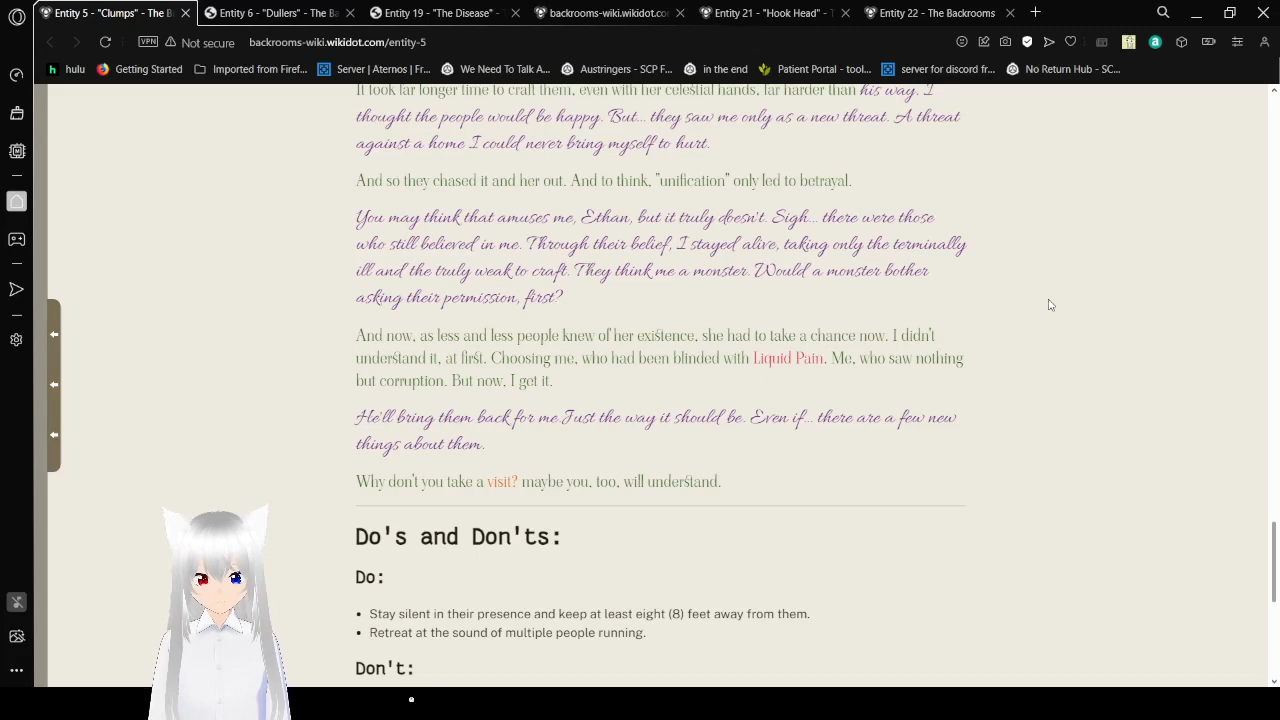 Entity 5 - "Clumps" - The B
Entity 6 - "Dullers" - The Ba
Entity 19 - "The Disease" -
backrooms-wiki.wikidot.co
Entity 21 - "Hook Head" - T
Entity 22 - The Backrooms
VPN
Not secure
backrooms-wiki.wikidot.com/entity-5
hulu
Getting Started
Imported from Firef...
Server | Aternos | Fr...
We Need To Talk A...
Austringers - SCP F...
in the end
Patient Portal - tool...
server for discord fr...
No Return Hub - SC...
It took far longer time to craft them, even with her celestial hands, far harder than his way. I
thought the people would be happy. But... they saw me only as a new threat. A threat
against a home I could never bring myself to hurt.
And so they chased it and her out. And to think, "unification" only led to betrayal.
You may think that amuses me, Ethan, but it truly doesn't. Sigh... there were those
who still believed in me. Through their belief, I stayed alive, taking only the terminally
ill and the truly weak to craft. They think me a monster. Would a monster bother
asking their permission, first?
And now, as less and less people knew of her existence, she had to take a chance now. I didn't
understand it, at first. Choosing me, who had been blinded with Liquid Pain. Me, who saw nothing
but corruption. But now, I get it.
He'll bring them back for me.Just the way it should be. Even if... there are a few new
things about them.
Why don't you take a visit? maybe you, too, will understand.
Do's and Don'ts:
Do:
Stay silent in their presence and keep at least eight (8) feet away from them.
Retreat at the sound of multiple people running.
Don't: